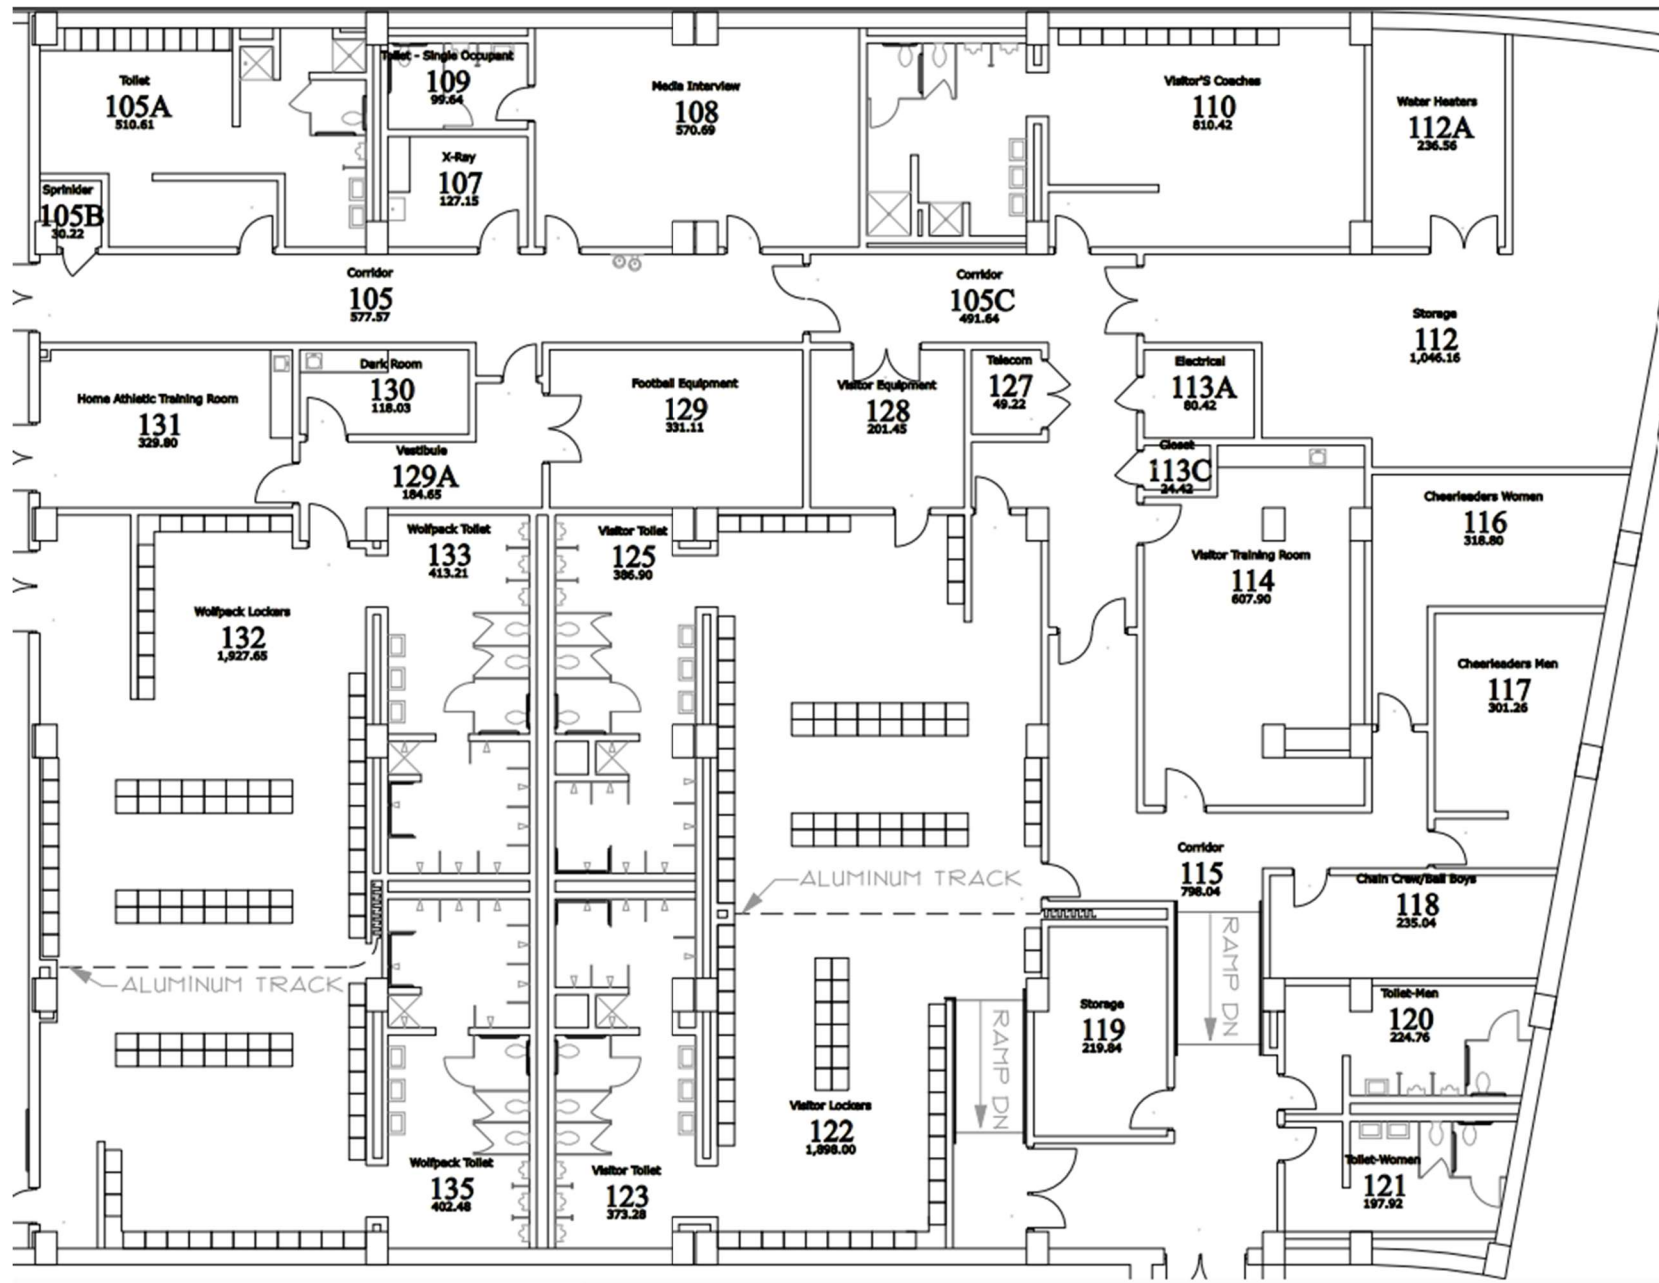 Toilet
105A
510.61
Toilet - Single Occupant
109
99.64
Media Interview
108
570.69
Visitor'S Coaches
110
810.42
Water Heaters
112A
236.56
X-Ray
107
127.15
Sprinkler
105B
30.22
Corridor
105
577.57
Corridor
105C
491.64
Storage
112
1,046.16
Home Athletic Training Room
131
329.80
Dark Room
130
118.03
Football Equipment
129
331.11
Visitor Equipment
128
201.45
Telecom
127
49.22
Electrical
113A
80.42
Vestibule
129A
184.65
Closet
113C
24.42
Cheerleaders Women
116
318.80
Wolfpack Toilet
133
413.21
Visitor Toilet
125
386.90
Visitor Training Room
114
607.90
Wolfpack Lockers
132
1,927.65
Cheerleaders Men
117
301.26
Corridor
115
798.04
ALUMINUM TRACK
Chain Crew/Ball Boys
118
235.04
RAMP DN
ALUMINUM TRACK
Storage
119
219.84
RAMP DN
Toilet-Men
120
224.76
Visitor Lockers
122
1,898.00
Wolfpack Toilet
135
402.48
Visitor Toilet
123
373.28
Toilet-Women
121
197.92